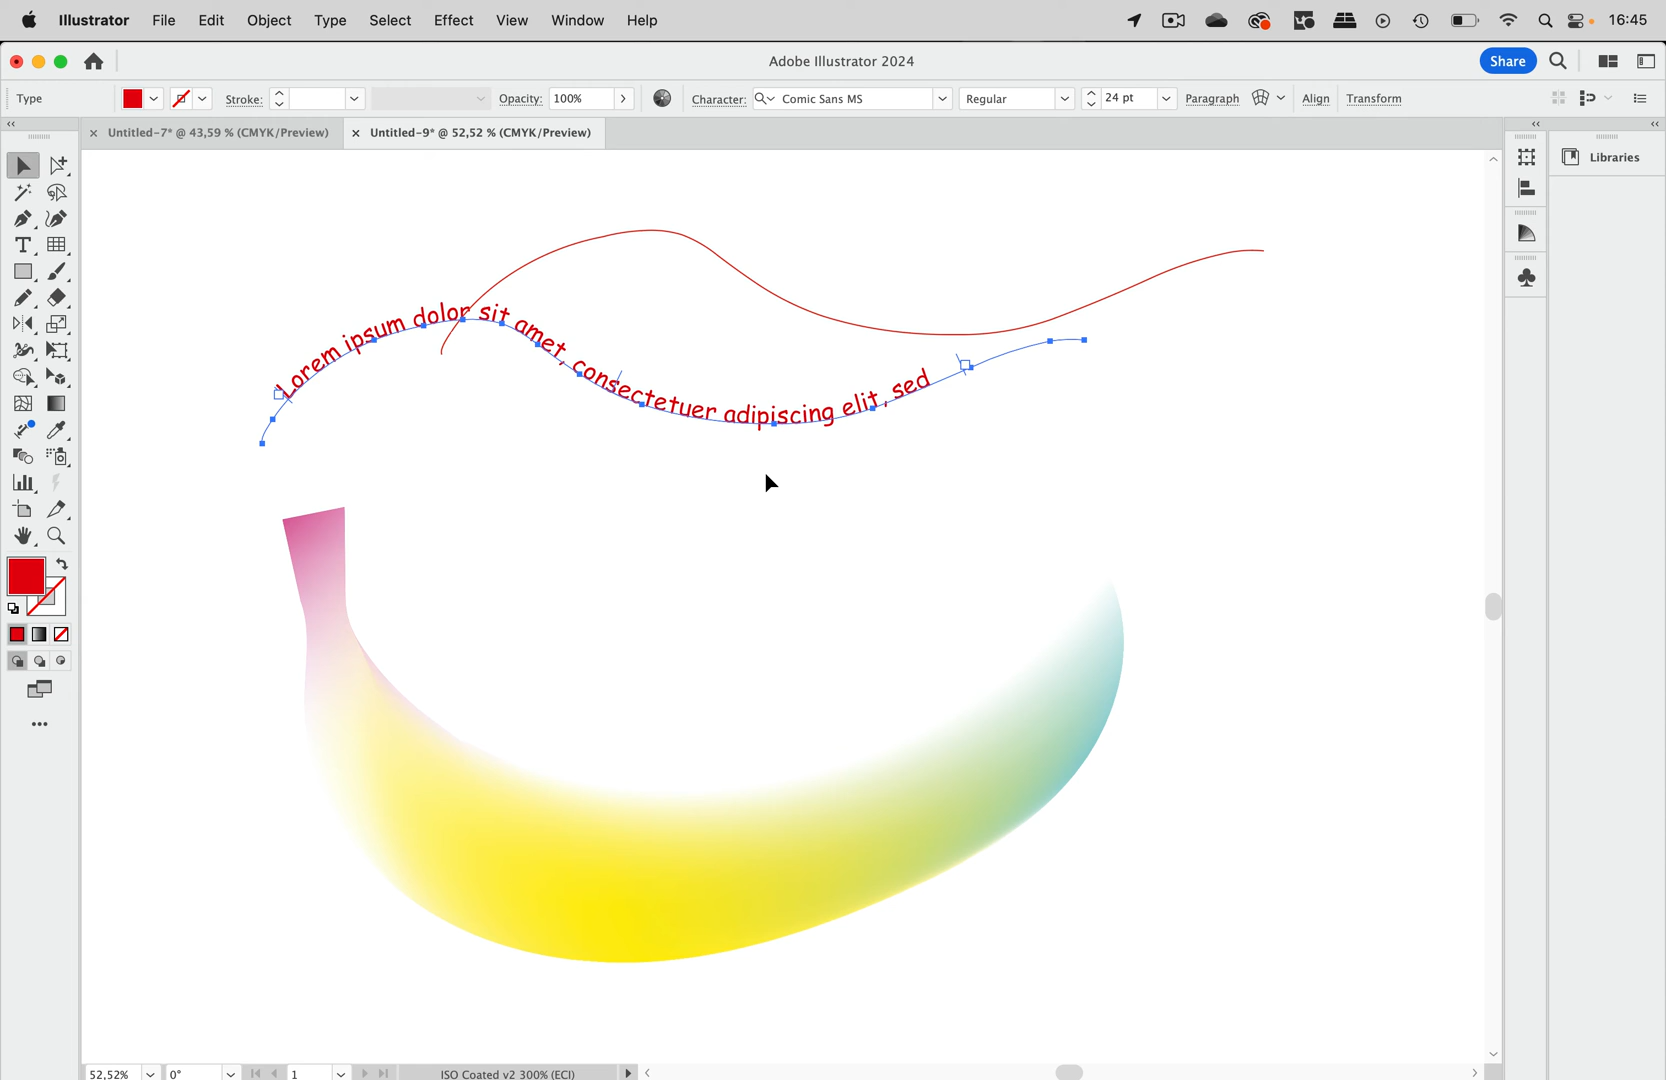 Illustrator File Edit Object Type Select Effect View Window Help 16:45
Adobe Illustrator 2024 Share
Type Stroke: Opacity: 100% Character: Comic Sans MS Regular 24 pt Paragraph Align Transform
Untitled-7* @ 43,59 % (CMYK/Preview) Untitled-9* @ 52,52 % (CMYK/Preview)
Libraries
Lorem ipsum dolor sit amet, consectetuer adipiscing elit, sed
52,52% 0° 1 ISO Coated v2 300% (ECI)